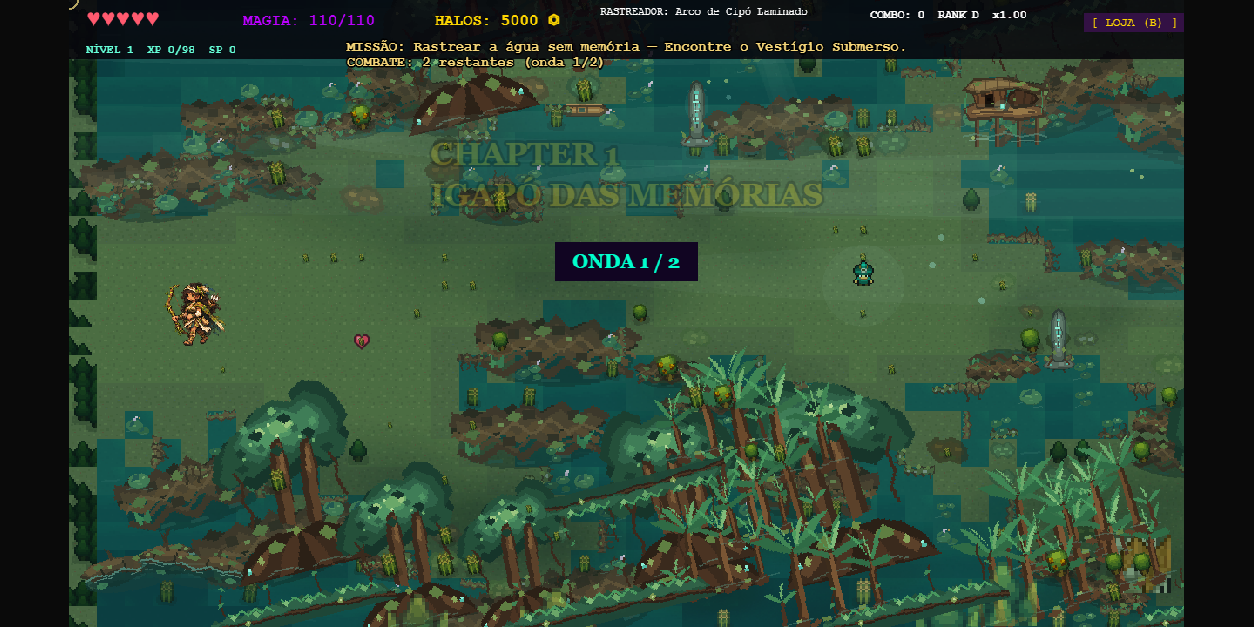 MAGIA: 110/110
HALOS: 5000
RASTREADOR: Arco de Cipó Laminado
COMBO: 0 RANK D x1.00
[ LOJA (B) ]
NÍVEL 1 XP 0/98 SP 0
MISSÃO: Rastrear a água sem memória — Encontre o Vestígio Submerso.
COMBATE: 2 restantes (onda 1/2)
CHAPTER 1
IGAPÓ DAS MEMÓRIAS
ONDA 1 / 2